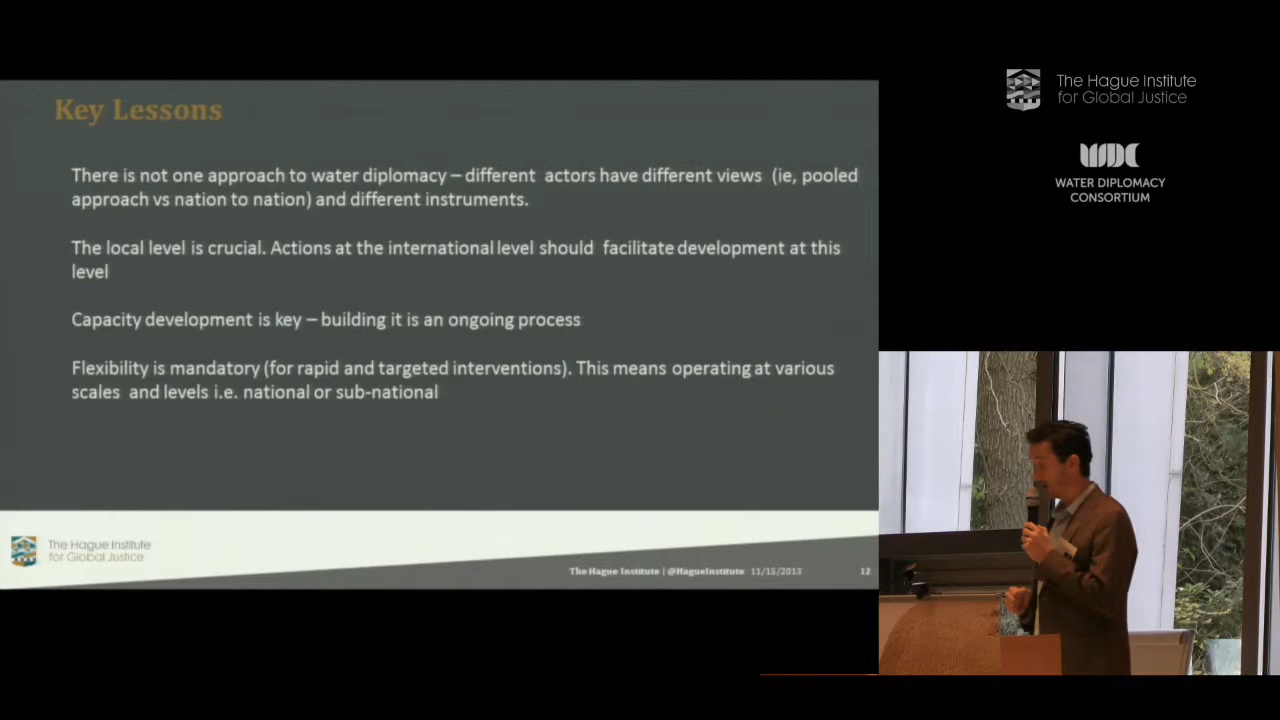 Key Lessons
There is not one approach to water diplomacy – different actors have different views (ie, pooled
approach vs nation to nation) and different instruments.
The local level is crucial. Actions at the international level should facilitate development at this
level
Capacity development is key – building it is an ongoing process
Flexibility is mandatory (for rapid and targeted interventions). This means operating at various
scales and levels i.e. national or sub-national
The Hague Institute
for Global Justice
The Hague Institute | @HagueInstitute 11/15/2013 12
The Hague Institute
for Global Justice
WDC
WATER DIPLOMACY
CONSORTIUM